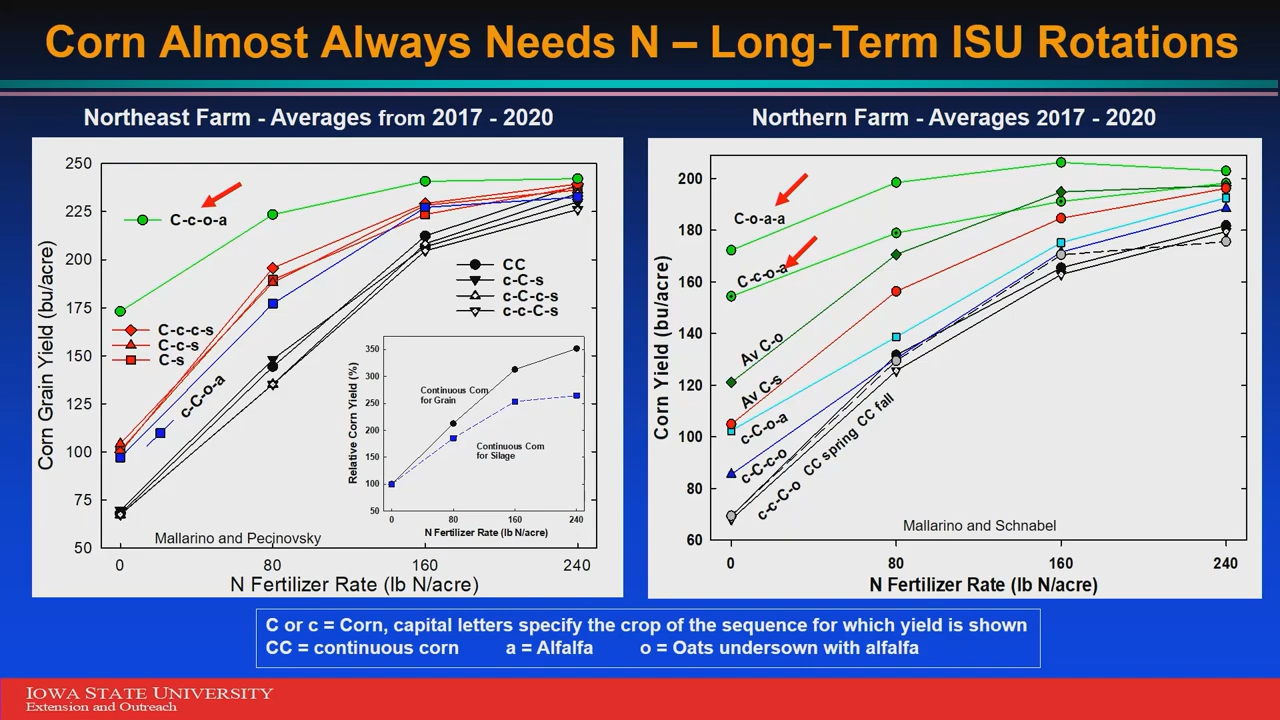 Corn Almost Always Needs N – Long-Term ISU Rotations
Northeast Farm - Averages from 2017 - 2020
250
225
200
175
150
125
100
75
50
Corn Grain Yield (bu/acre)
C-c-o-a
C-c-c-s
C-c-s
C-s
c-C-o-a
CC
c-C-s
c-C-c-s
c-c-C-s
350
300
250
200
150
100
50
Relative Corn Yield (%)
Continuous Corn
for Grain
Continuous Corn
for Silage
0 80 160 240
N Fertilizer Rate (lb N/acre)
Mallarino and Pecinovsky
0 80 160 240
N Fertilizer Rate (lb N/acre)
Northern Farm - Averages 2017 - 2020
200
180
160
140
120
100
80
60
Corn Yield (bu/acre)
C-o-a-a
C-c-o-a
Av C-o
Av C-s
c-C-o-a
c-C-c-o
c-c-C-o
CC spring CC fall
Mallarino and Schnabel
0 80 160 240
N Fertilizer Rate (lb N/acre)
C or c = Corn, capital letters specify the crop of the sequence for which yield is shown
CC = continuous corn a = Alfalfa o = Oats undersown with alfalfa
IOWA STATE UNIVERSITY
Extension and Outreach